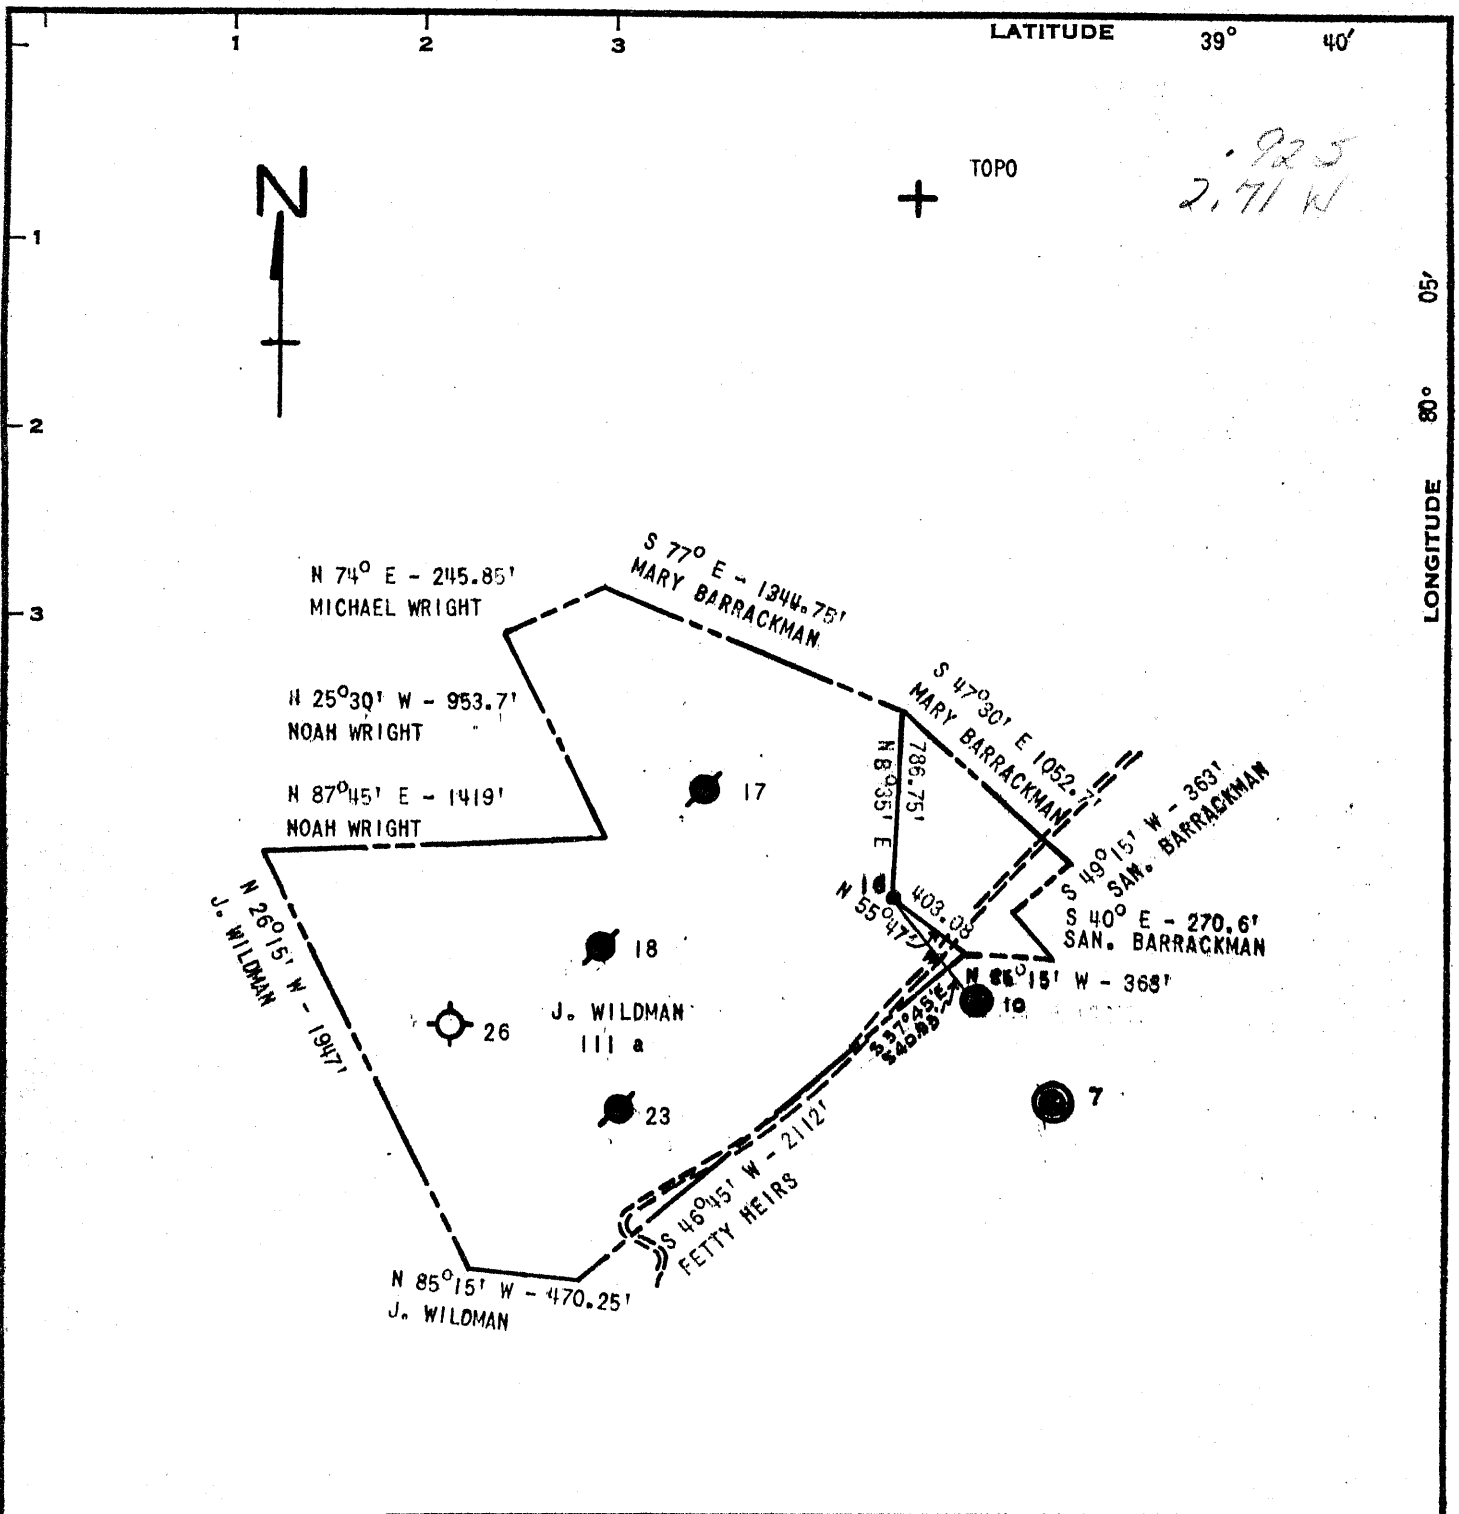 LATITUDE 39° 40'
1 2 3
.925
2.71 W
TOPO
N
1
2
3
05'
80°
LONGITUDE
N 74° E - 245.85'
MICHAEL WRIGHT
S 77° E - 1344.75'
MARY BARRACKMAN
N 25°30' W - 953.7'
NOAH WRIGHT
S 47°30' E 1052.7'
MARY BARRACKMAN
N 87°45' E - 1419'
NOAH WRIGHT
786.75'
N 8°35' E
17
S 49°15' W - 363'
SAN. BARRACKMAN
16
403.08
N 55°47'
S 40° E - 270.6'
SAN. BARRACKMAN
N 26°15' W - 1947'
J. WILDMAN
18
15' W - 368'
10
S 37°45' E
26
J. WILDMAN
111 a
23
7
S 46°45' W - 2112'
FETTY HEIRS
N 85°15' W - 470.25'
J. WILDMAN